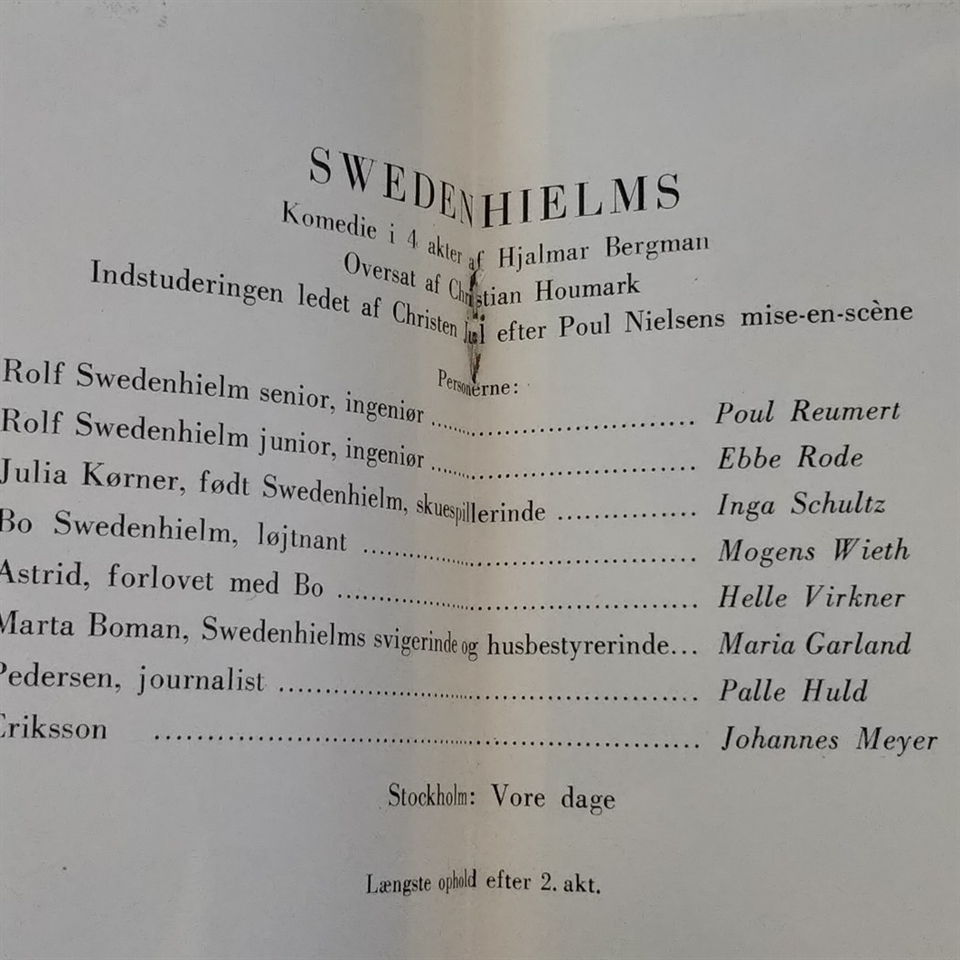 SWEDENHIELMS
Komedie i 4 akter af Hjalmar Bergman
Oversat af Christian Houmark
Indstuderingen ledet af Christen Jul efter Poul Nielsens mise-en-scène
Personerne:
Rolf Swedenhielm senior, ingeniør .......... Poul Reumert
Rolf Swedenhielm junior, ingeniør .......... Ebbe Rode
Julia Kørner, født Swedenhielm, skuespillerinde .......... Inga Schultz
Bo Swedenhielm, løjtnant .......... Mogens Wieth
Astrid, forlovet med Bo .......... Helle Virkner
Marta Boman, Swedenhielms svigerinde og husbestyrerinde... Maria Garland
Pedersen, journalist .......... Palle Huld
Eriksson .......... Johannes Meyer
Stockholm: Vore dage
Længste ophold efter 2. akt.